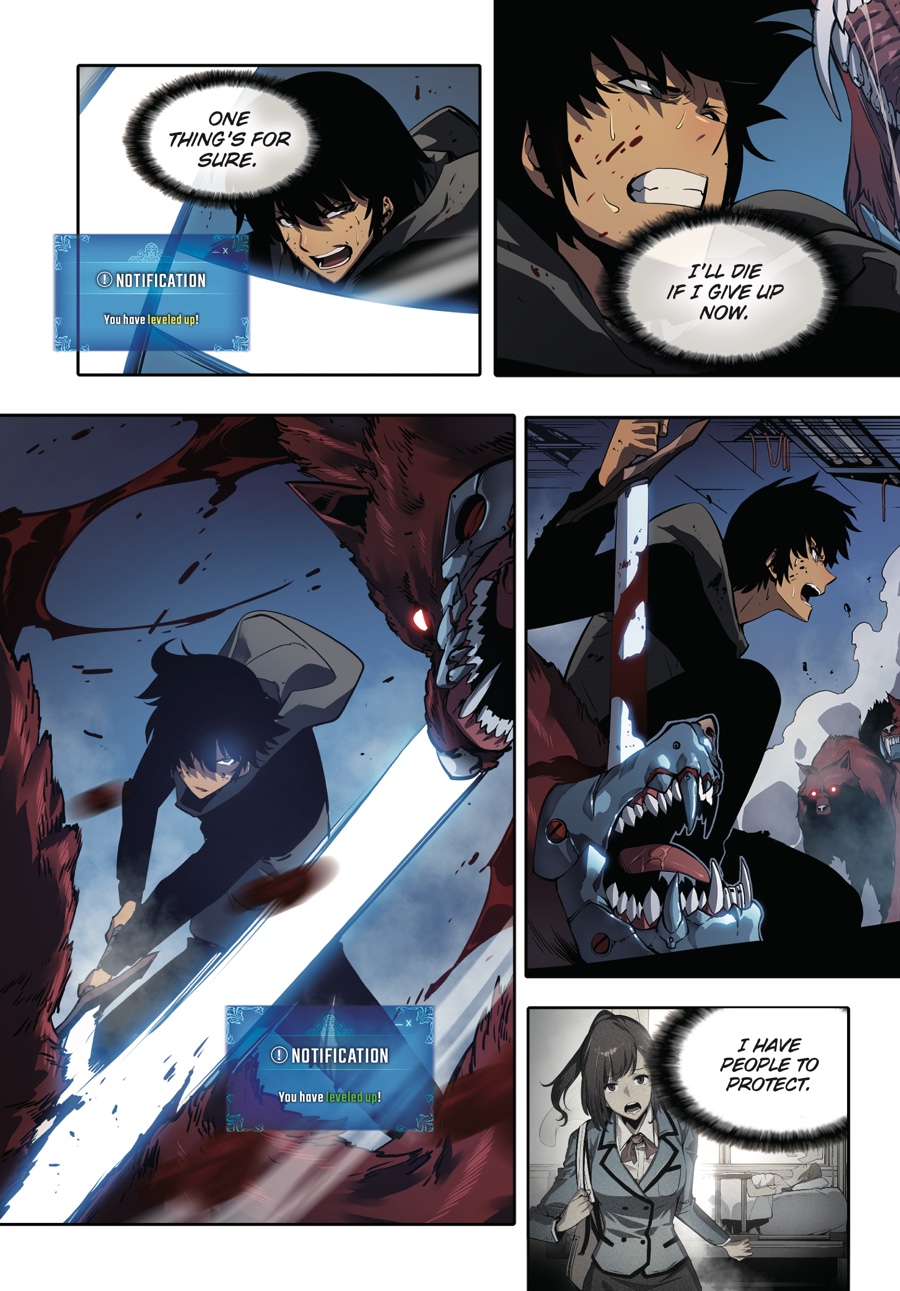 ONE
THING'S FOR
SURE.
! NOTIFICATION
You have leveled up!
I'LL DIE
IF I GIVE UP
NOW.
! NOTIFICATION
You have leveled up!
I HAVE
PEOPLE TO
PROTECT.